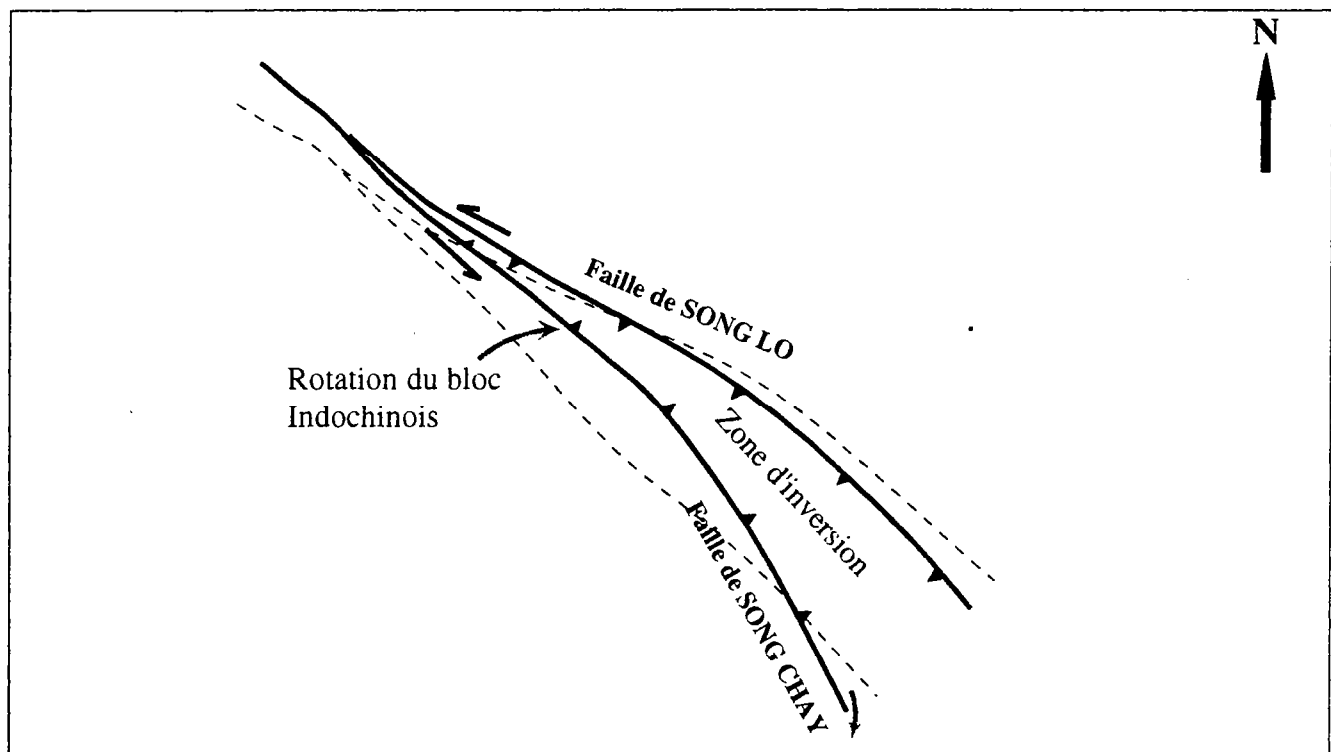 N
Faille de SONG LO
Rotation du bloc
Indochinois
Zone d'inversion
Faille de SONG CHAY